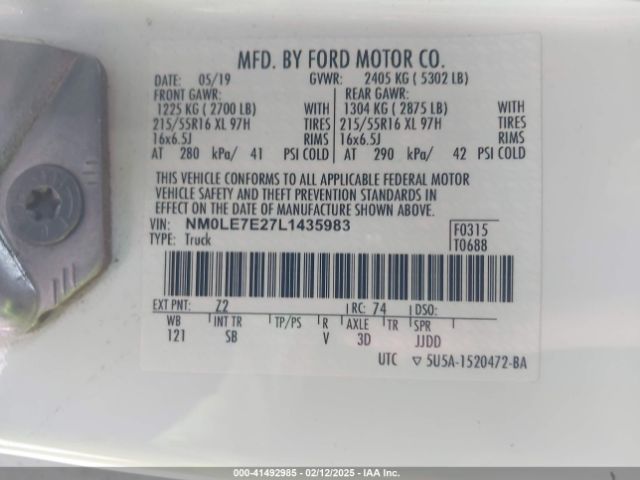 MFD. BY FORD MOTOR CO.
DATE: 05/19 GVWR: 2405 KG ( 5302 LB)
FRONT GAWR: REAR GAWR:
1225 KG ( 2700 LB) WITH 1304 KG ( 2875 LB) WITH
215/55R16 XL 97H TIRES 215/55R16 XL 97H TIRES
16x6.5J RIMS 16x6.5J RIMS
AT 280 kPa/ 41 PSI COLD AT 290 kPa/ 42 PSI COLD
THIS VEHICLE CONFORMS TO ALL APPLICABLE FEDERAL MOTOR
VEHICLE SAFETY AND THEFT PREVENTION STANDARDS IN
EFFECT ON THE DATE OF MANUFACTURE SHOWN ABOVE.
VIN: NM0LE7E27L1435983 F0315
TYPE: Truck T0688
EXT PNT: Z2 RC: 74 DSO:
WB INT TR TP/PS R AXLE TR SPR
121 SB V 3D JJDD
UTC ▽ 5U5A-1520472-BA
000-41492985 - 02/12/2025 - IAAI.COM